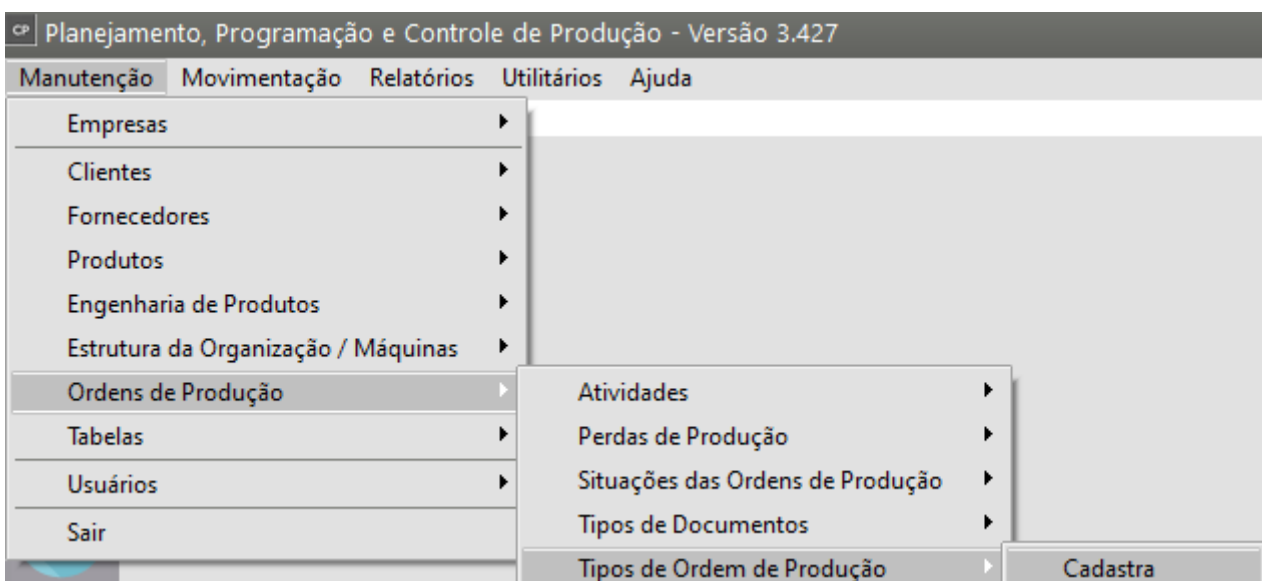 CP Planejamento, Programação e Controle de Produção - Versão 3.427
Manutenção Movimentação Relatórios Utilitários Ajuda
Empresas
Clientes
Fornecedores
Produtos
Engenharia de Produtos
Estrutura da Organização / Máquinas
Ordens de Produção
Tabelas
Usuários
Sair
Atividades
Perdas de Produção
Situações das Ordens de Produção
Tipos de Documentos
Tipos de Ordem de Produção
Cadastra